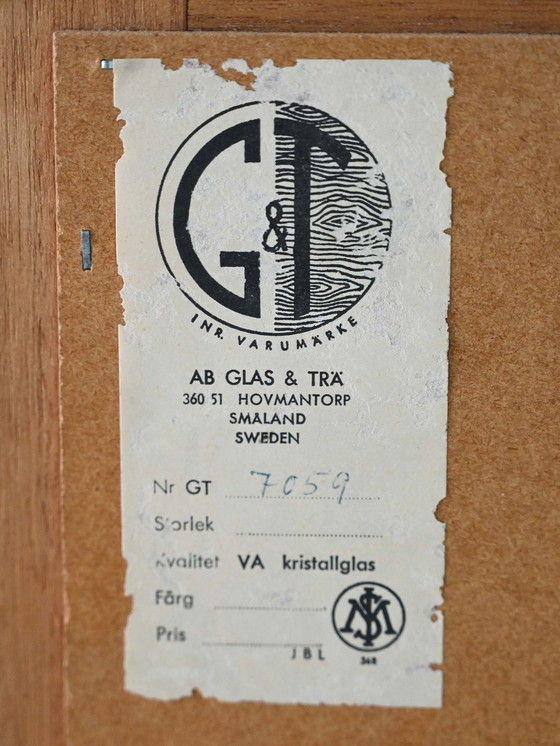 G&T
INR. VARUMÄRKE
AB GLAS & TRÄ
360 51 HOVMANTORP
SMÅLAND
SWEDEN
Nr GT 7059
Storlek
Kvalitet VA kristallglas
Färg
Pris
JBL